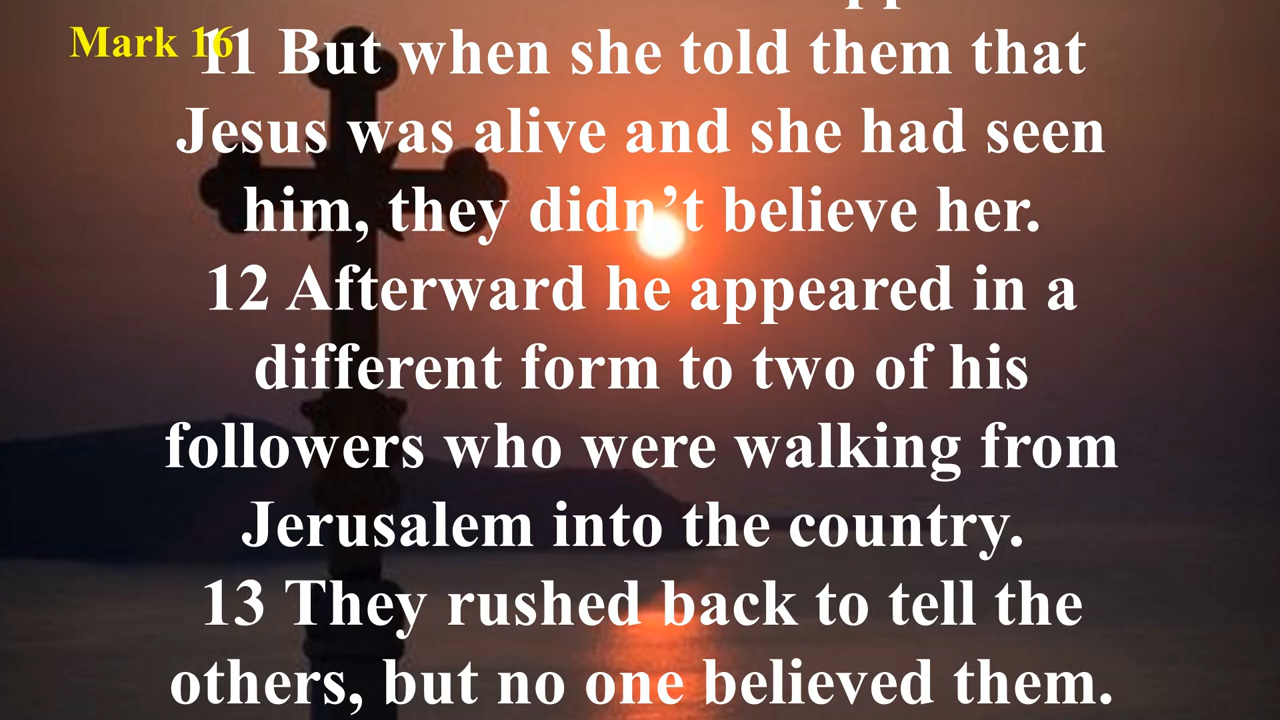 Mark 16
11 But when she told them that
Jesus was alive and she had seen
him, they didn’t believe her.
12 Afterward he appeared in a
different form to two of his
followers who were walking from
Jerusalem into the country.
13 They rushed back to tell the
others, but no one believed them.